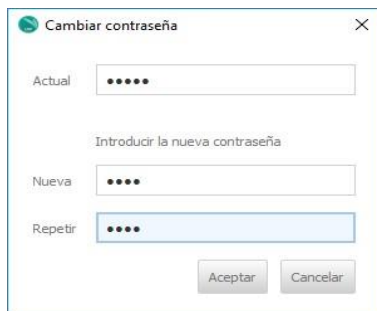 Cambiar contraseña
Actual •••••
Introducir la nueva contraseña
Nueva ••••
Repetir ••••
Aceptar Cancelar